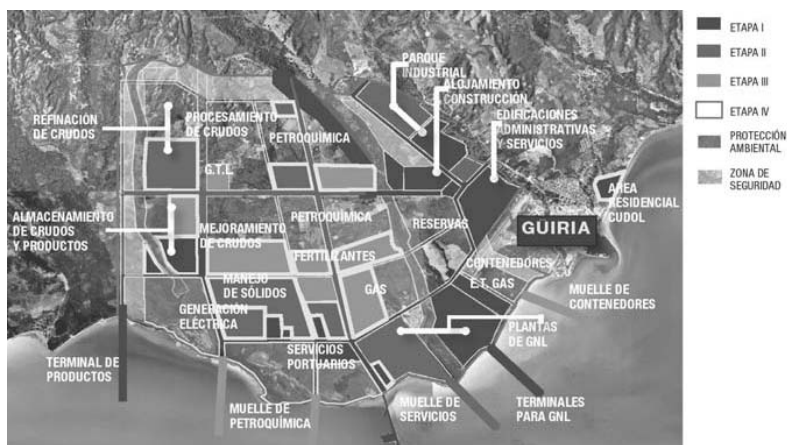 PARQUE
INDUSTRIAL
ALOJAMIENTO
CONSTRUCCIÓN
EDIFICACIONES
ADMINISTRATIVAS
Y SERVICIOS
REFINACIÓN
DE CRUDOS
PROCESAMIENTO
DE CRUDOS
PETROQUÍMICA
G.T.L
AREA
RESIDENCIAL
CUDOL
ALMACENAMIENTO
DE CRUDOS
Y PRODUCTOS
MEJORAMIENTO
DE CRUDOS
PETROQUÍMICA
RESERVAS
GÜIRIA
FERTILIZANTES
CONTENEDORES
E.T. GAS
MANEJO
DE SÓLIDOS
GAS
MUELLE DE
CONTENEDORES
GENERACIÓN
ELÉCTRICA
PLANTAS
DE GNL
SERVICIOS
PORTUARIOS
TERMINAL DE
PRODUCTOS
MUELLE DE
PETROQUÍMICA
MUELLE DE
SERVICIOS
TERMINALES
PARA GNL
ETAPA I
ETAPA II
ETAPA III
ETAPA IV
PROTECCIÓN
AMBIENTAL
ZONA DE
SEGURIDAD